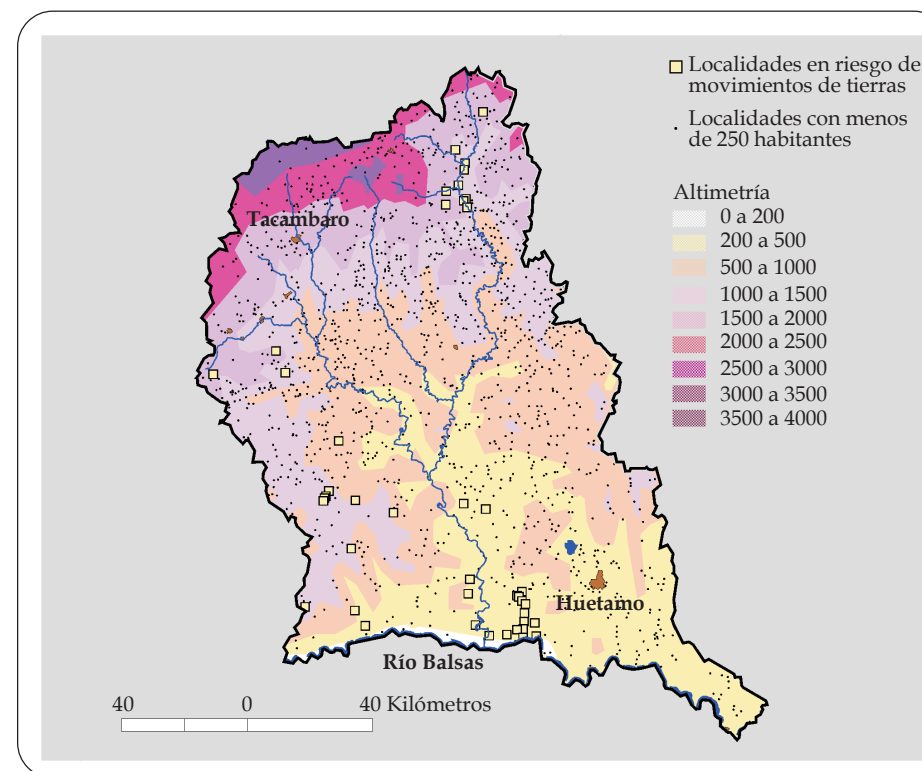 Localidades en riesgo de
movimientos de tierras
Localidades con menos
de 250 habitantes
Altimetría
0 a 200
200 a 500
500 a 1000
1000 a 1500
1500 a 2000
2000 a 2500
2500 a 3000
3000 a 3500
3500 a 4000
Tacambaro
Huetamo
Río Balsas
40 0 40 Kilómetros